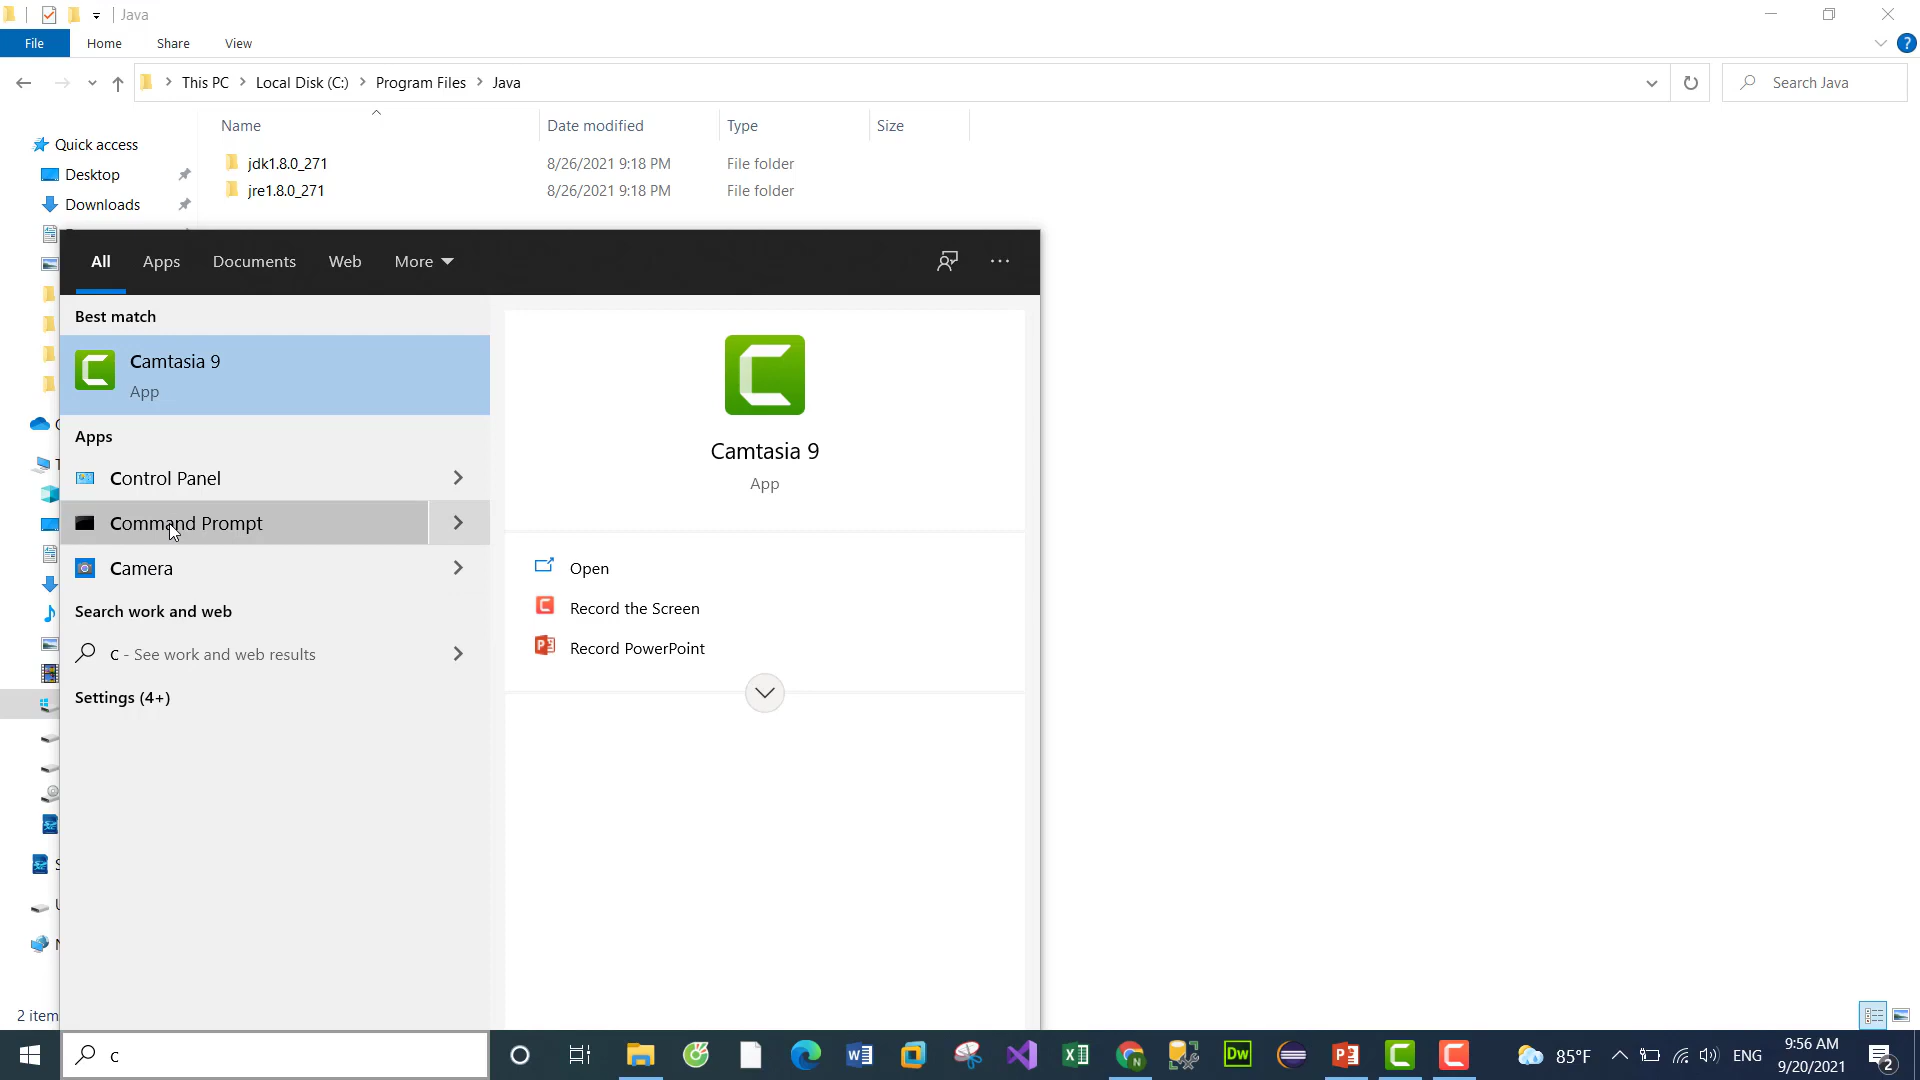 Java
File Home Share View
This PC Local Disk (C:) Program Files Java
Search Java
Name Date modified Type Size
Quick access
Desktop
Downloads
jdk1.8.0_271 8/26/2021 9:18 PM File folder
jre1.8.0_271 8/26/2021 9:18 PM File folder
All Apps Documents Web More
Best match
Camtasia 9
App
Apps
Control Panel
Command Prompt
Camera
Search work and web
c - See work and web results
Settings (4+)
Camtasia 9
App
Open
Record the Screen
Record PowerPoint
2 item
c
85°F
ENG
9:56 AM
9/20/2021
2